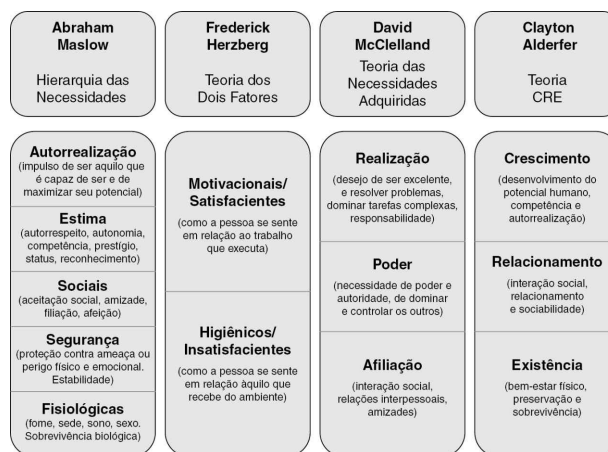 Abraham
Maslow
Hierarquia das
Necessidades
Frederick
Herzberg
Teoria dos
Dois Fatores
David
McClelland
Teoria das
Necessidades
Adquiridas
Clayton
Alderfer
Teoria
CRE
Autorrealização
(impulso de ser aquilo que
é capaz de ser e de
maximizar seu potencial)
Estima
(autorrespeito, autonomia,
competência, prestígio,
status, reconhecimento)
Sociais
(aceitação social, amizade,
filiação, afeição)
Segurança
(proteção contra ameaça ou
perigo físico e emocional.
Estabilidade)
Fisiológicas
(fome, sede, sono, sexo.
Sobrevivência biológica)
Motivacionais/
Satisfacientes
(como a pessoa se sente
em relação ao trabalho
que executa)
Higiênicos/
Insatisfacientes
(como a pessoa se sente
em relação àquilo que
recebe do ambiente)
Realização
(desejo de ser excelente,
e resolver problemas,
dominar tarefas complexas,
responsabilidade)
Poder
(necessidade de poder e
autoridade, de dominar
e controlar os outros)
Afiliação
(interação social,
relações interpessoais,
amizades)
Crescimento
(desenvolvimento do
potencial humano,
competência e
autorrealização)
Relacionamento
(interação social,
relacionamento
e sociabilidade)
Existência
(bem-estar físico,
preservação e
sobrevivência)